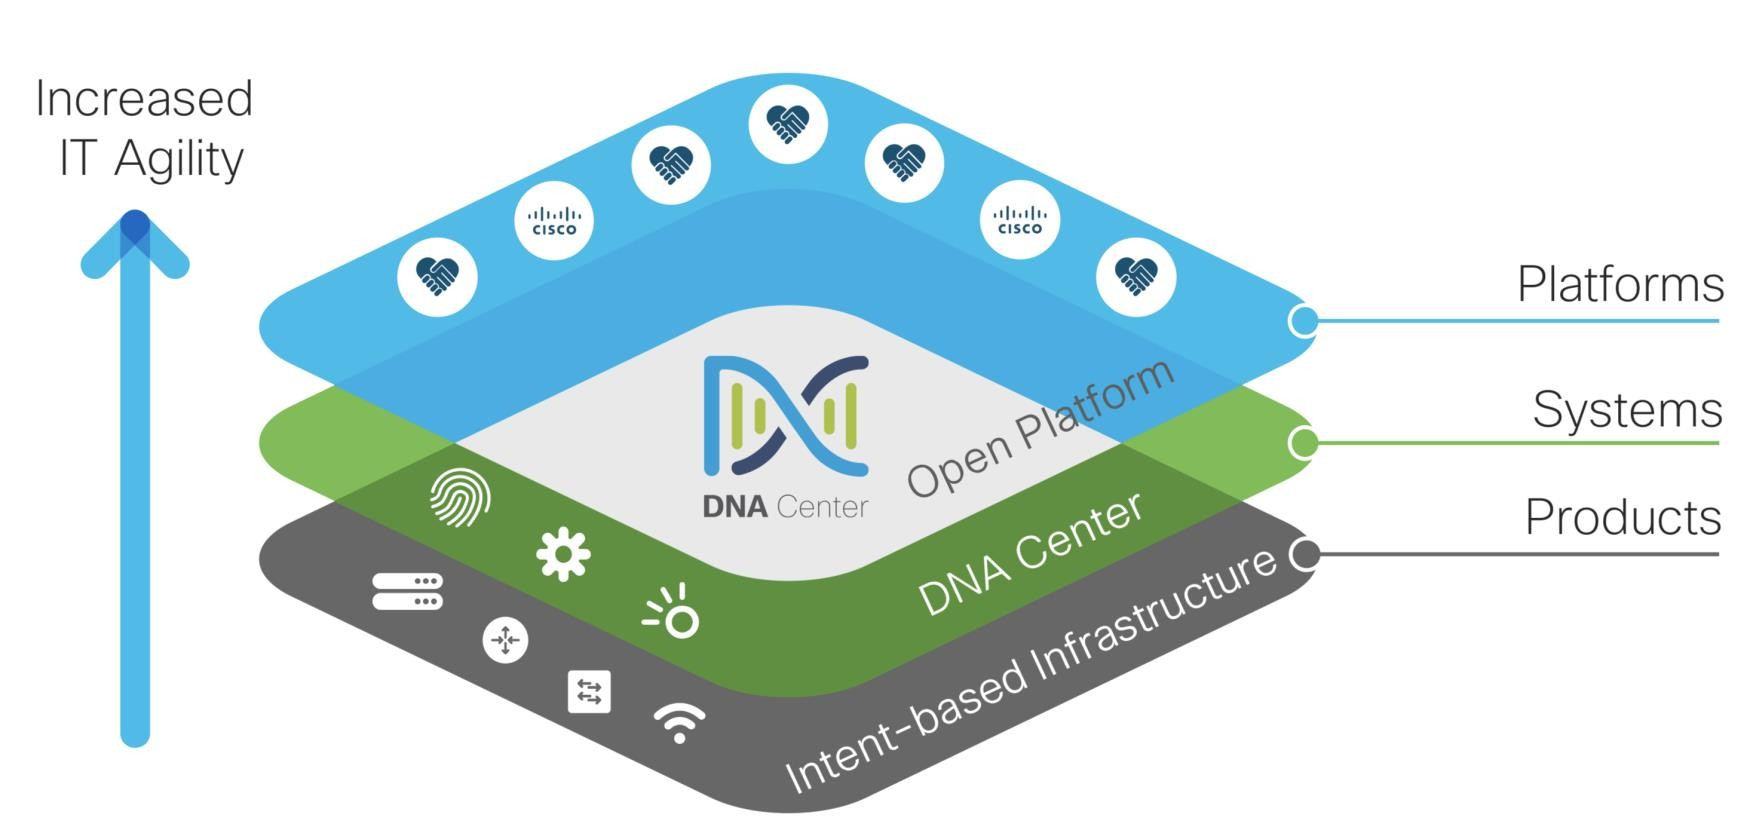 Increased
IT Agility
CISCO
CISCO
Platforms
Open Platform
Systems
DNA Center
DNA Center
Products
Intent-based Infrastructure